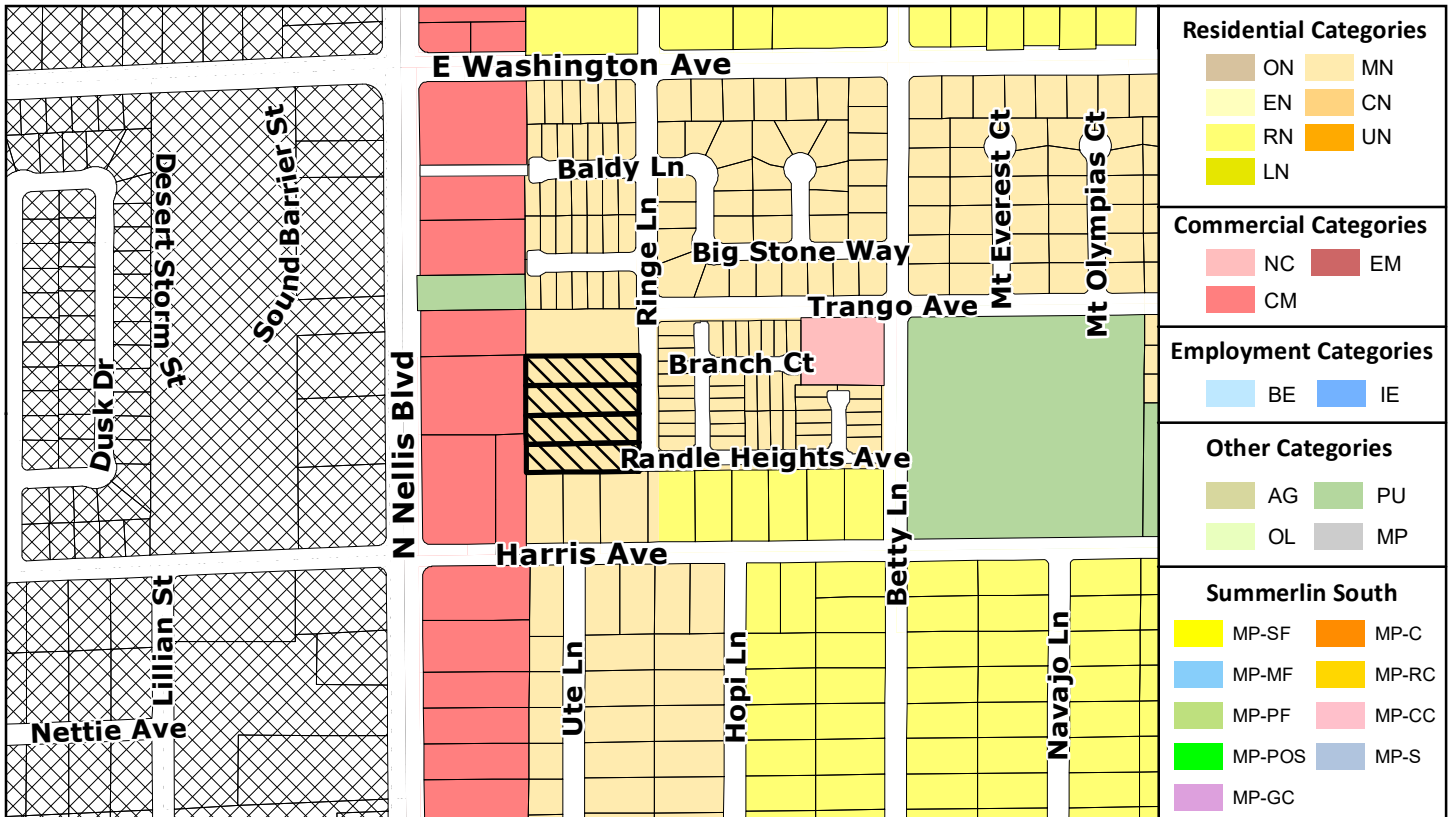 E Washington Ave
Baldy Ln
Desert Storm St
Sound Barrier St
Mt Everest Ct
Mt Olympias Ct
Ringe Ln
Big Stone Way
Trango Ave
Dusk Dr
N Nellis Blvd
Branch Ct
Randle Heights Ave
Betty Ln
Harris Ave
Lillian St
Ute Ln
Hopi Ln
Navajo Ln
Nettie Ave
Residential Categories
ON MN
EN CN
RN UN
LN
Commercial Categories
NC EM
CM
Employment Categories
BE IE
Other Categories
AG PU
OL MP
Summerlin South
MP-SF MP-C
MP-MF MP-RC
MP-PF MP-CC
MP-POS MP-S
MP-GC